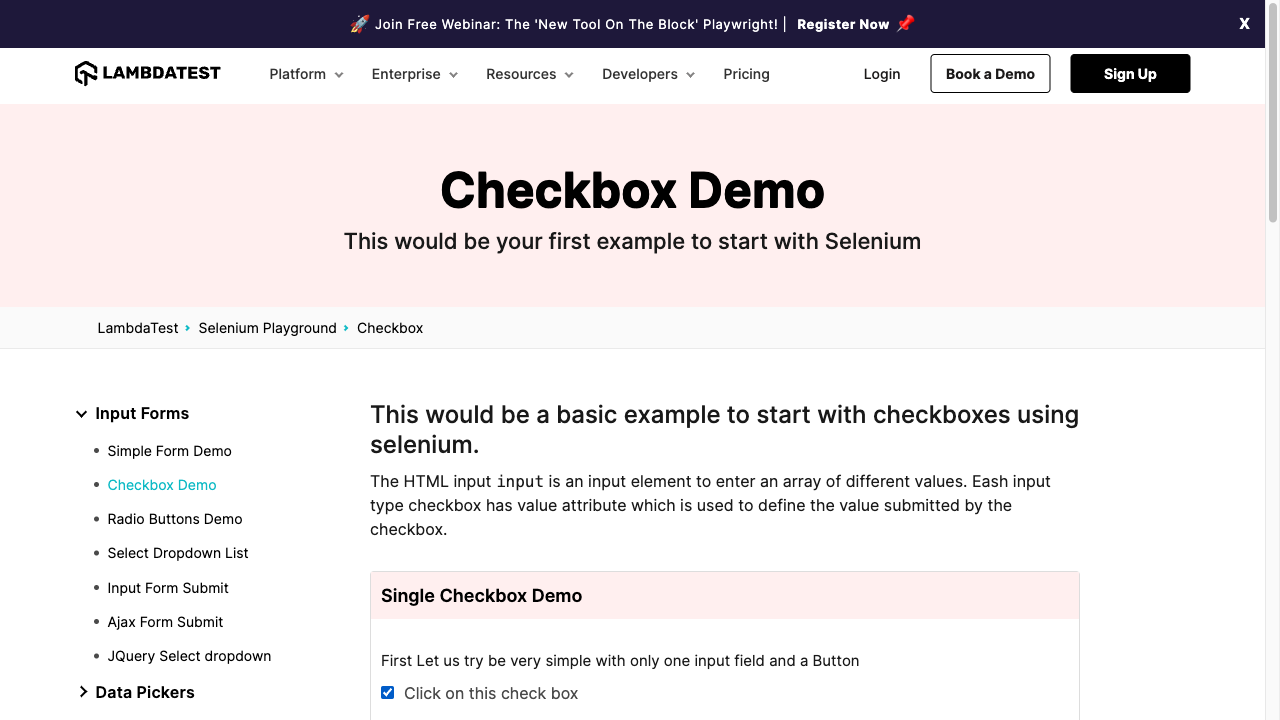 🚀 Join Free Webinar: The 'New Tool On The Block' Playwright! | Register Now 📌 X
LAMBDATEST Platform Enterprise Resources Developers Pricing Login Book a Demo Sign Up
Checkbox Demo
This would be your first example to start with Selenium
LambdaTest Selenium Playground Checkbox
Input Forms
Simple Form Demo
Checkbox Demo
Radio Buttons Demo
Select Dropdown List
Input Form Submit
Ajax Form Submit
JQuery Select dropdown
Data Pickers
This would be a basic example to start with checkboxes using
selenium.
The HTML input input is an input element to enter an array of different values. Eash input
type checkbox has value attribute which is used to define the value submitted by the
checkbox.
Single Checkbox Demo
First Let us try be very simple with only one input field and a Button
Click on this check box